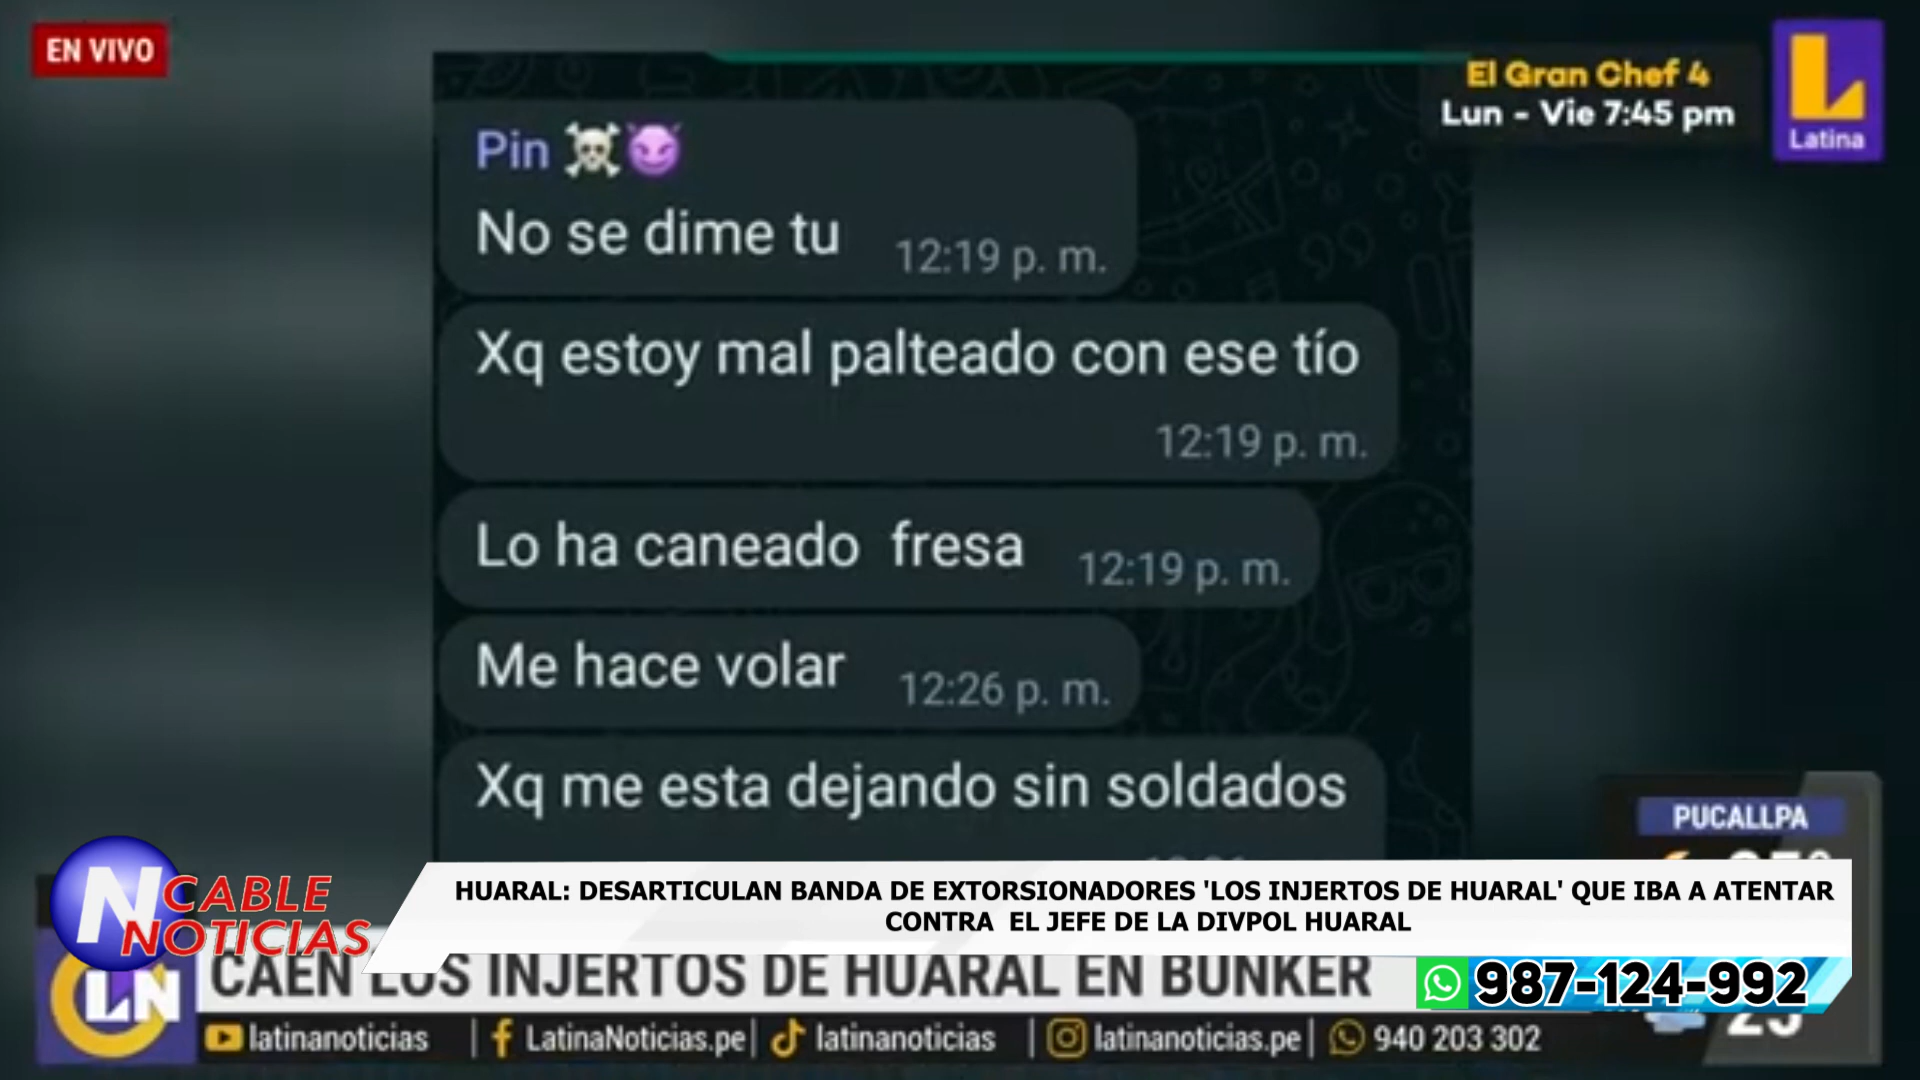 EN VIVO
El Gran Chef 4
Lun - Vie 7:45 pm
Latina
Pin ☠😈
No se dime tu 12:19 p. m.
Xq estoy mal palteado con ese tío
12:19 p. m.
Lo ha caneado fresa 12:19 p. m.
Me hace volar 12:26 p. m.
Xq me esta dejando sin soldados
PUCALLPA
N CABLE
NOTICIAS
HUARAL: DESARTICULAN BANDA DE EXTORSIONADORES 'LOS INJERTOS DE HUARAL' QUE IBA A ATENTAR
CONTRA EL JEFE DE LA DIVPOL HUARAL
LN
CAEN LOS INJERTOS DE HUARAL EN BUNKER
987-124-992
latinanoticias | LatinaNoticias.pe | latinanoticias | latinanoticias.pe | 940 203 302